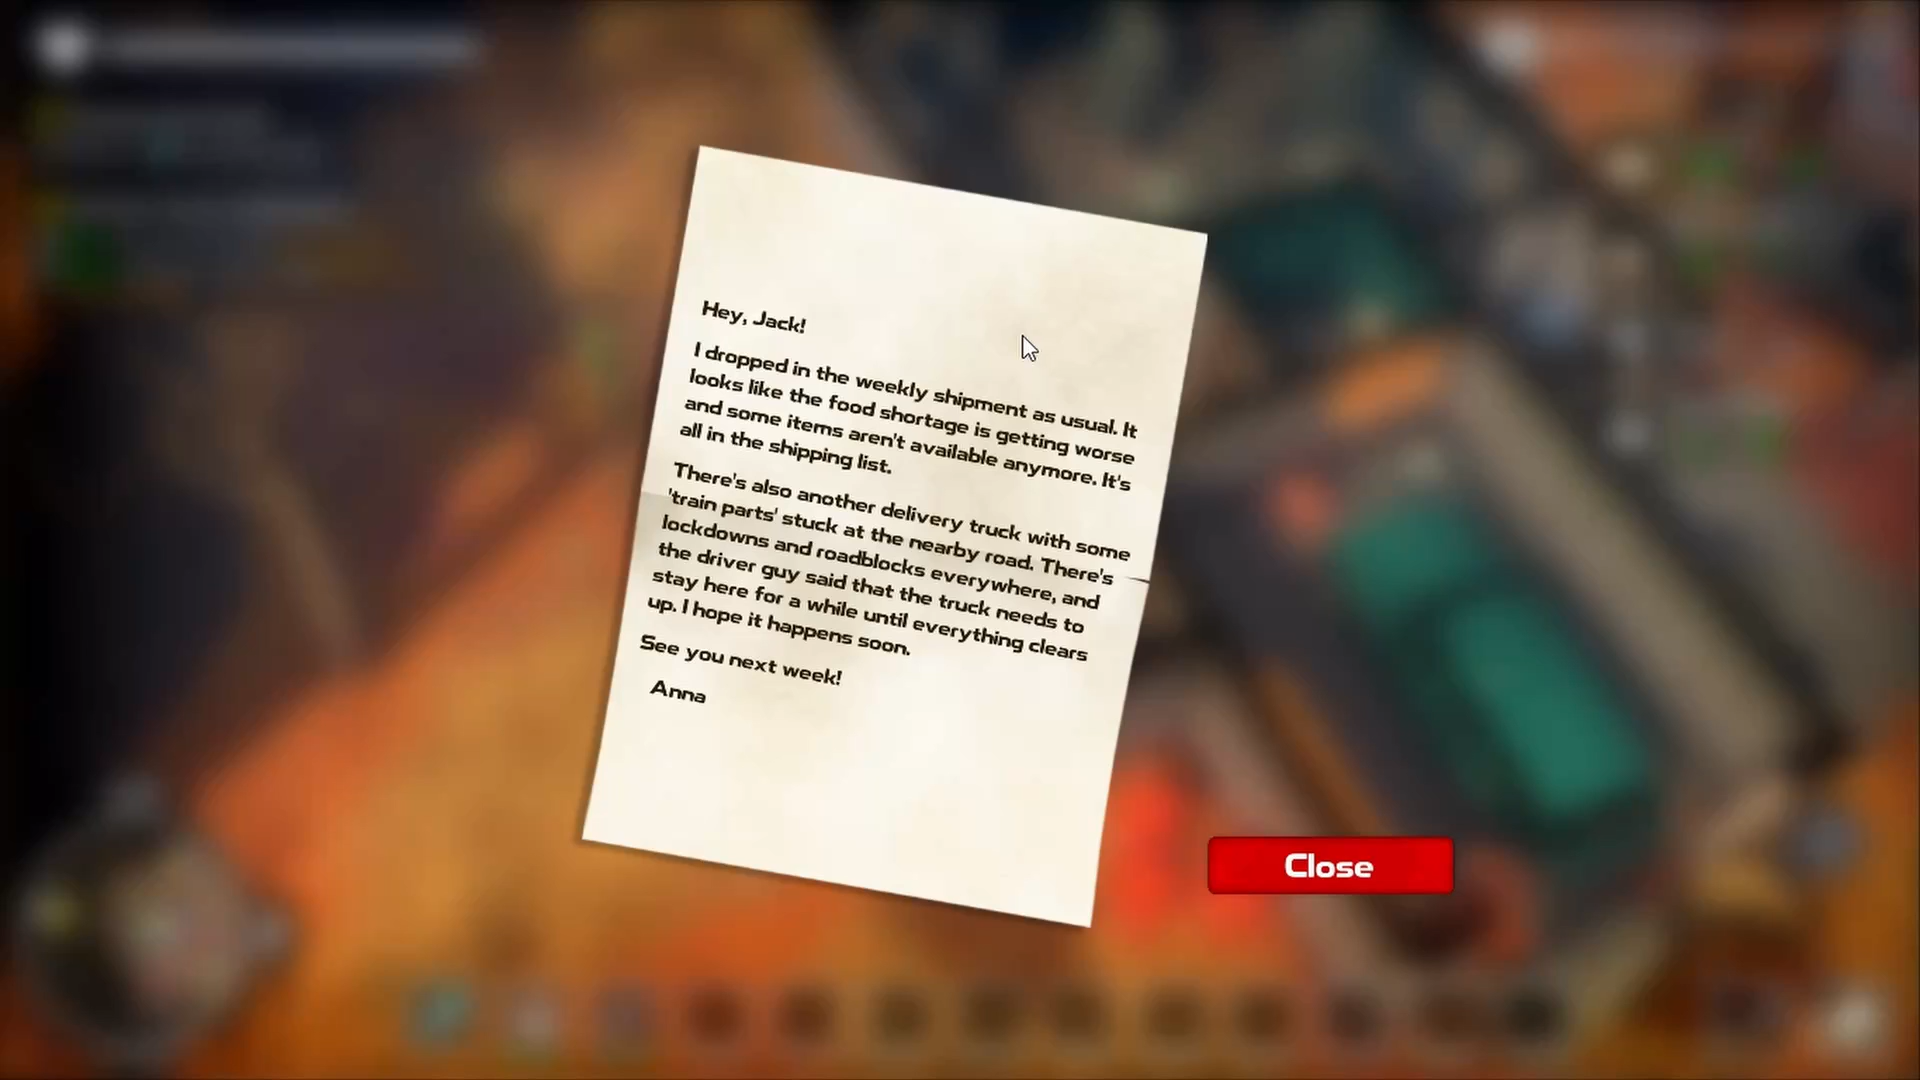 Hey, Jack!
I dropped in the weekly shipment as usual. It
looks like the food shortage is getting worse
and some items aren't available anymore. It's
all in the shipping list.
There's also another delivery truck with some
'train parts' stuck at the nearby road. There's
lockdowns and roadblocks everywhere, and
the driver guy said that the truck needs to
stay here for a while until everything clears
up. I hope it happens soon.
See you next week!
Anna
Close